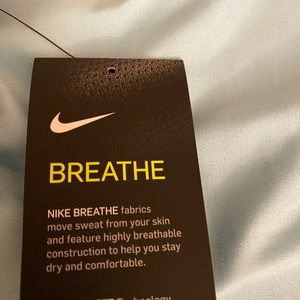 BREATHE
NIKE BREATHE fabrics
move sweat from your skin
and feature highly breathable
construction to help you stay
dry and comfortable.
Technology